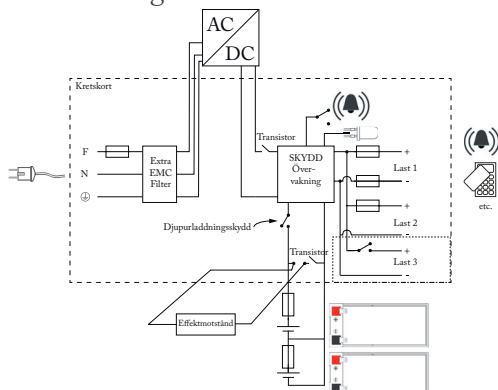 AC
DC
Kretskort
Transistor
F
N
Extra
EMC
Filter
SKYDD
Över-
vakning
+
Last 1
-
+
Last 2
-
+
Last 3
-
etc.
Djupurladdningsskydd
Transistor
Effektmotstånd